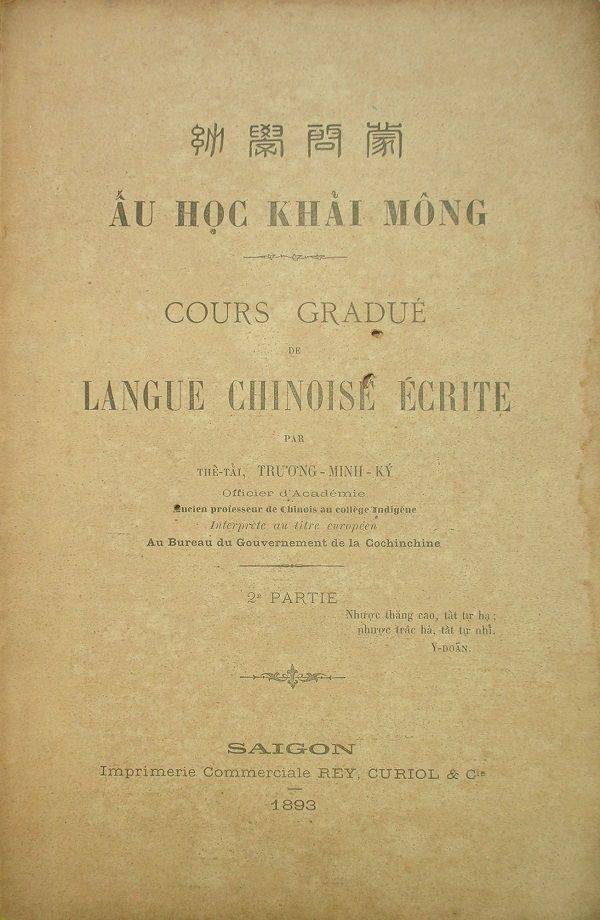 幼學啟蒙
ẤU HỌC KHẢI MÔNG
COURS GRADUÉ
DE
LANGUE CHINOISE ÉCRITE
PAR
THẾ-TẢI, TRƯƠNG-MINH-KÝ
Officier d'Académie
Ancien professeur de Chinois au collège Indigène
Interprète au titre européen
Au Bureau du Gouvernement de la Cochinchine
2e PARTIE
Nhược thăng cao, tất tự hạ;
nhược trắc hà, tất tự nhỉ.
Y-DOÃN.
SAIGON
Imprimerie Commerciale REY, CURIOL & Cie
1893